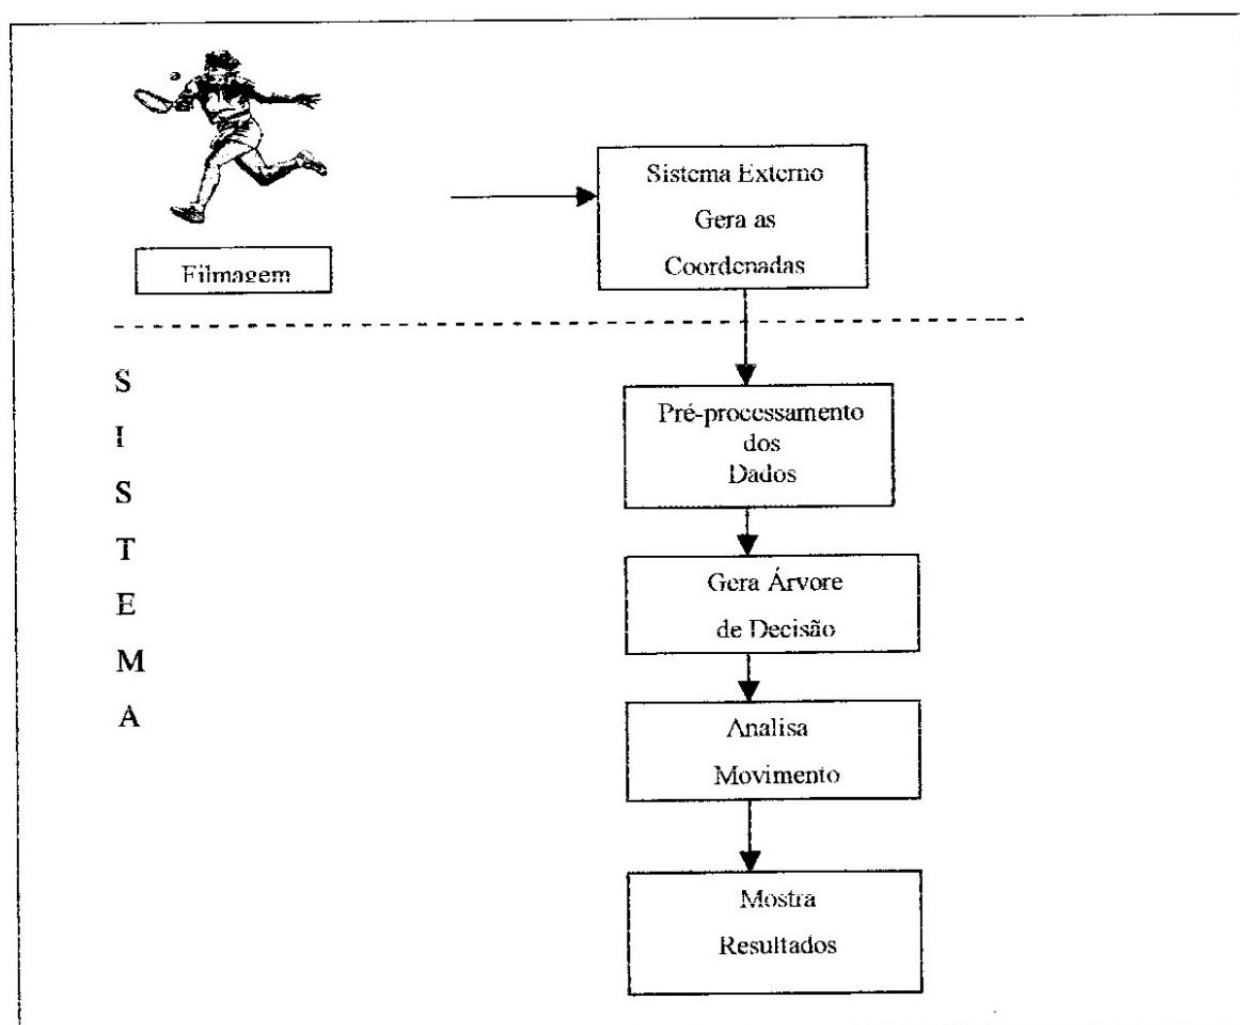 Filmagem
Sistema Externo
Gera as
Coordenadas
S
I
S
T
E
M
A
Pré-processamento
dos
Dados
Gera Árvore
de Decisão
Analisa
Movimento
Mostra
Resultados